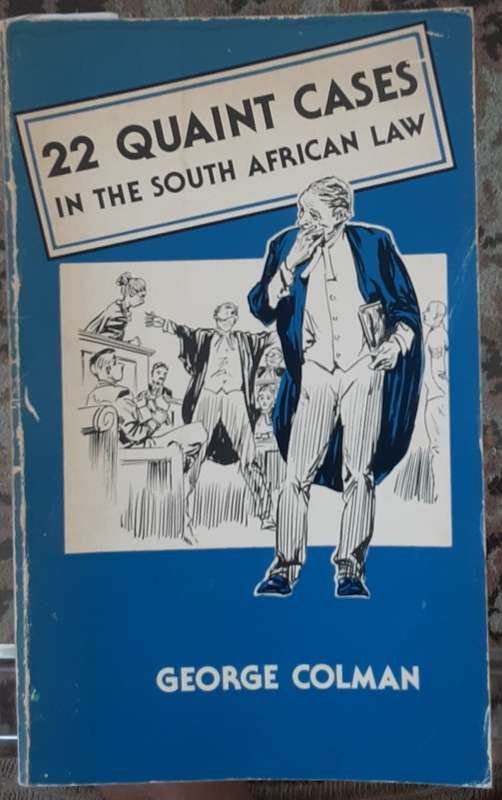 22 QUAINT CASES
IN THE SOUTH AFRICAN LAW
GEORGE COLMAN